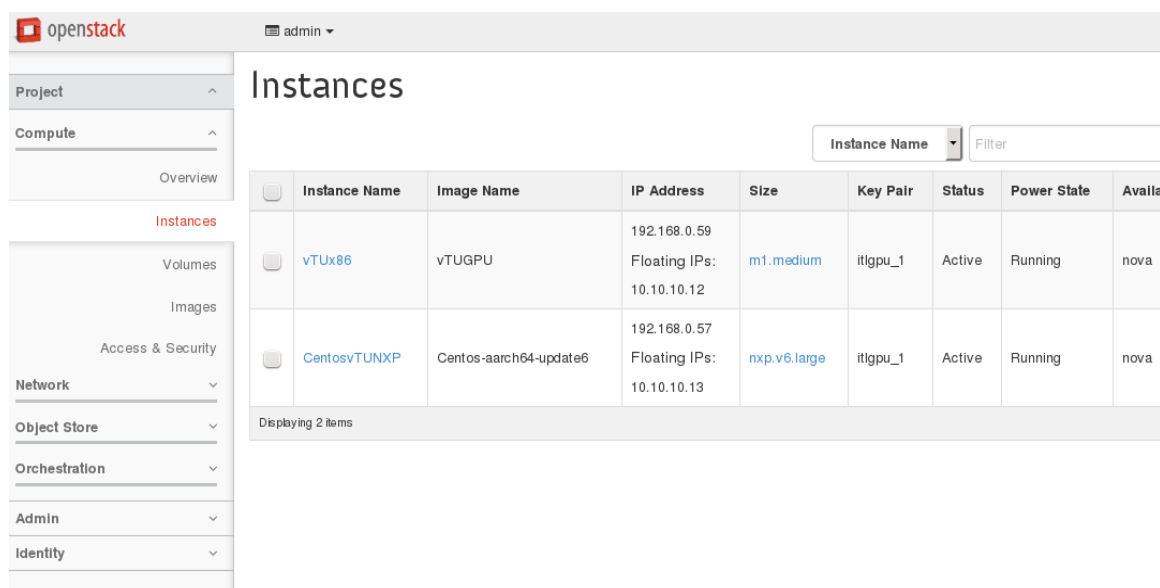 openstack
admin
Project
Compute
Overview
Instances
Volumes
Images
Access & Security
Network
Object Store
Orchestration
Admin
Identity
Instances
Instance Name
Filter
Instance Name Image Name IP Address Size Key Pair Status Power State Availa
192.168.0.59
vTUx86 vTUGPU Floating IPs: m1.medium itlgpu_1 Active Running nova
10.10.10.12
192.168.0.57
CentosvTUNXP Centos-aarch64-update6 Floating IPs: nxp.v6.large itlgpu_1 Active Running nova
10.10.10.13
Displaying 2 items